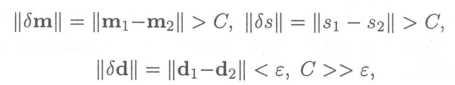 ‖δ𝐦‖ = ‖𝐦₁−𝐦₂‖ > C, ‖δs‖ = ‖s₁ − s₂‖ > C,
‖δ𝐝‖ = ‖𝐝₁−𝐝₂‖ < ε, C >> ε,